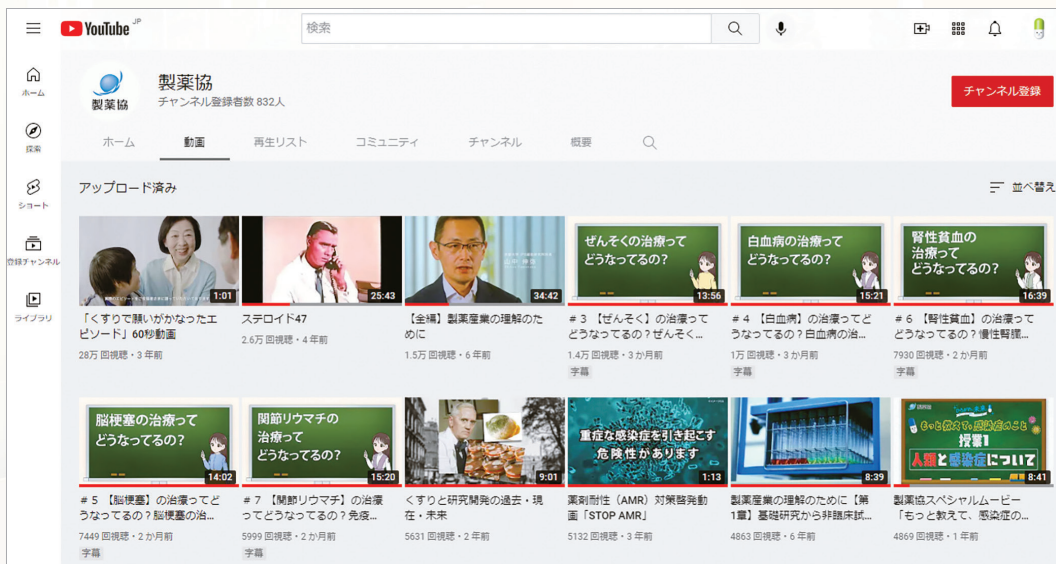 YouTube JP
検索
ホーム
探索
ショート
登録チャンネル
ライブラリ
製薬協
製薬協
チャンネル登録者数 832人
チャンネル登録
ホーム 動画 再生リスト コミュニティ チャンネル 概要
アップロード済み
並べ替え
1:01
「くすりで願いがかなったエ
ピソード」60秒動画
28万 回視聴・3 年前
25:43
ステロイド47
2.6万 回視聴・4 年前
34:42
【全編】製薬産業の理解のた
めに
1.5万 回視聴・6 年前
ぜんそくの治療って
どうなってるの？
13:56
＃3 【ぜんそく】の治療って
どうなってるの？ぜんそく...
1.4万 回視聴・3 か月前
字幕
白血病の治療って
どうなってるの？
15:21
＃4 【白血病】の治療ってど
うなってるの？白血病の治...
1万 回視聴・3 か月前
字幕
腎性貧血の
治療って
どうなってるの？
16:39
＃6 【腎性貧血】の治療って
どうなってるの？慢性腎臓...
7930 回視聴・2 か月前
字幕
脳梗塞の治療って
どうなってるの？
14:02
＃5 【脳梗塞】の治療ってど
うなってるの？脳梗塞の治...
7449 回視聴・2 か月前
字幕
関節リウマチの
治療って
どうなってるの？
15:20
＃7 【関節リウマチ】の治療
ってどうなってるの？免疫...
5999 回視聴・2 か月前
字幕
9:01
くすりと研究開発の過去・現
在・未来
5631 回視聴・2 年前
重症な感染症を引き起こす
危険性があります
1:13
薬剤耐性（AMR）対策啓発動
画「STOP AMR」
5132 回視聴・3 年前
8:39
製薬産業の理解のために【第
1章】基礎研究から非臨床試...
4863 回視聴・6 年前
もっと教えて、感染症のこと
授業1
人類と感染症について
8:41
製薬協スペシャルムービー
「もっと教えて、感染症の...
4869 回視聴・1 年前